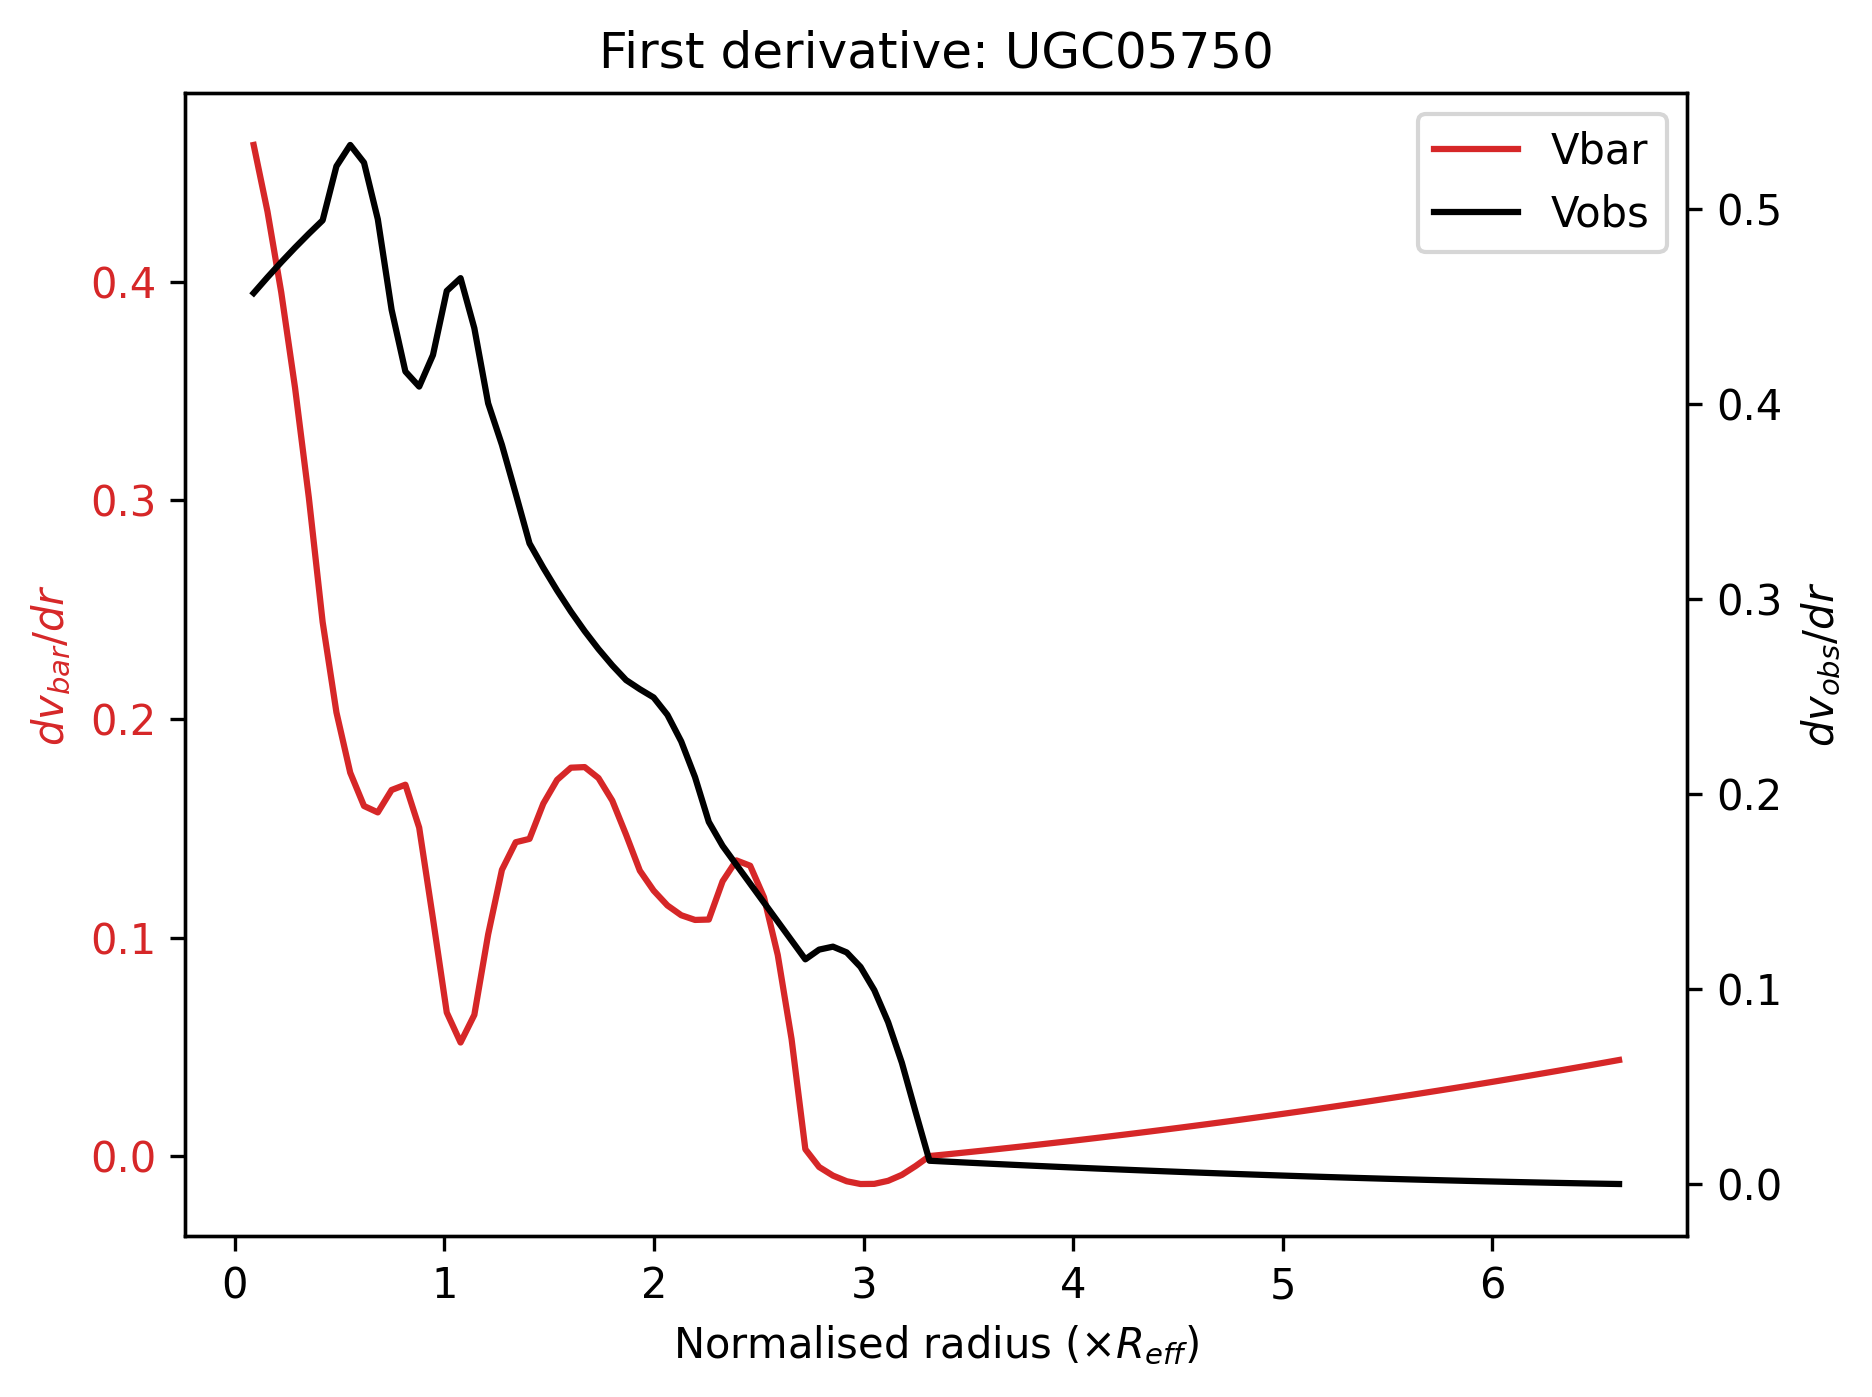 First derivative: UGC05750
Vbar
Vobs
0.4
0.3
0.2
0.1
0.0
dv_bar/dr
0.5
0.4
0.3
0.2
0.1
0.0
dv_obs/dr
0 1 2 3 4 5 6
Normalised radius (×R_eff)